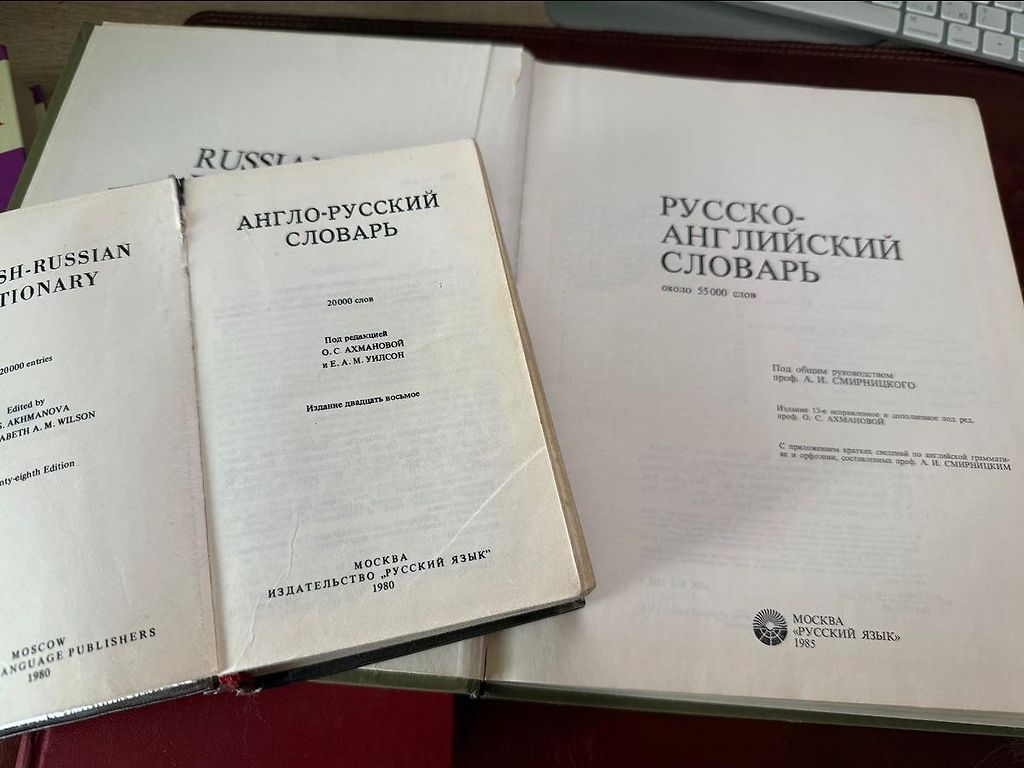 RUSSIAN
SH-RUSSIAN
TIONARY
20000 entries
Edited by
S. AKHMANOVA
ABETH A. M. WILSON
nty-eighth Edition
MOSCOW
ANGUAGE PUBLISHERS
1980
АНГЛО-РУССКИЙ
СЛОВАРЬ
20000 слов
Под редакцией
О. С. АХМАНОВОЙ
и Е. А. М. УИЛСОН
Издание двадцать восьмое
МОСКВА
ИЗДАТЕЛЬСТВО „РУССКИЙ ЯЗЫК"
1980
РУССКО-
АНГЛИЙСКИЙ
СЛОВАРЬ
около 55000 слов
Под общим руководством
проф. А. И. СМИРНИЦКОГО
Издание 13-е исправленное и дополненное под ред.
проф. О. С. АХМАНОВОЙ
С приложением кратких сведений по английской граммати-
ке и орфоэпии, составленных проф. А. И. СМИРНИЦКИМ
МОСКВА
«РУССКИЙ ЯЗЫК»
1985